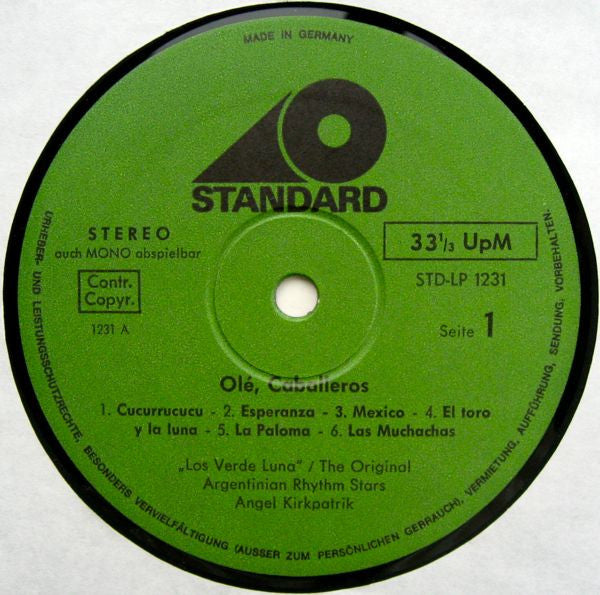 MADE IN GERMANY
STANDARD
STEREO
auch MONO abspielbar
Contr.
Copyr.
1231 A
33 1/3 UpM
STD-LP 1231
Seite 1
Olé, Caballeros
1. Cucurrucucu - 2. Esperanza - 3. Mexico - 4. El toro
y la luna - 5. La Paloma - 6. Las Muchachas
„Los Verde Luna" / The Original
Argentinian Rhythm Stars
Angel Kirkpatrik
URHEBER- UND LEISTUNGSSCHUTZRECHTE, BESONDERS VERVIELFÄLTIGUNG (AUSSER ZUM PERSÖNLICHEN GEBRAUCH), VERMIETUNG, AUFFÜHRUNG, SENDUNG, VORBEHALTEN.